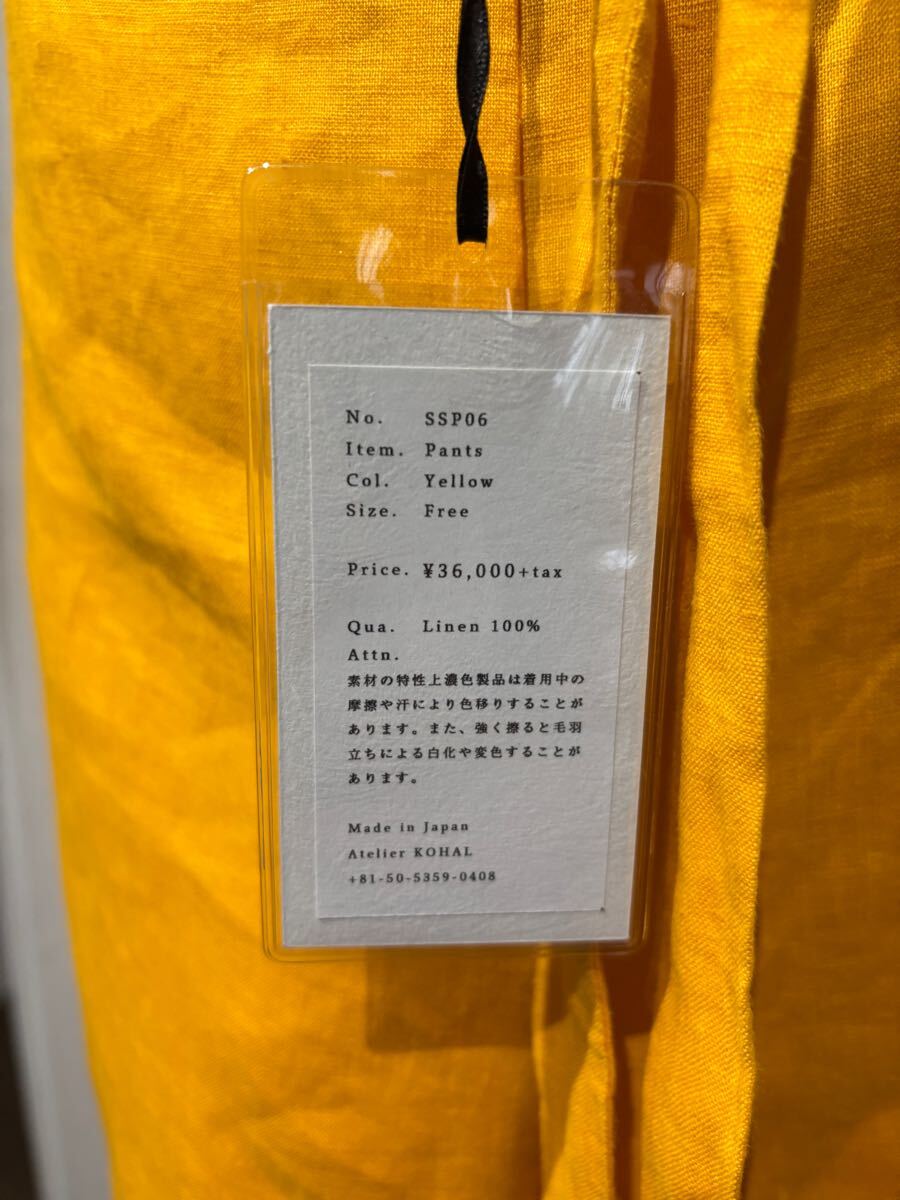 No. SSP06
Item. Pants
Col. Yellow
Size. Free
Price. ¥36,000+tax
Qua. Linen 100%
Attn.
素材の特性上濃色製品は着用中の
摩擦や汗により色移りすることが
あります。また、強く擦ると毛羽
立ちによる白化や変色することが
あります。
Made in Japan
Atelier KOHAL
+81-50-5359-0408